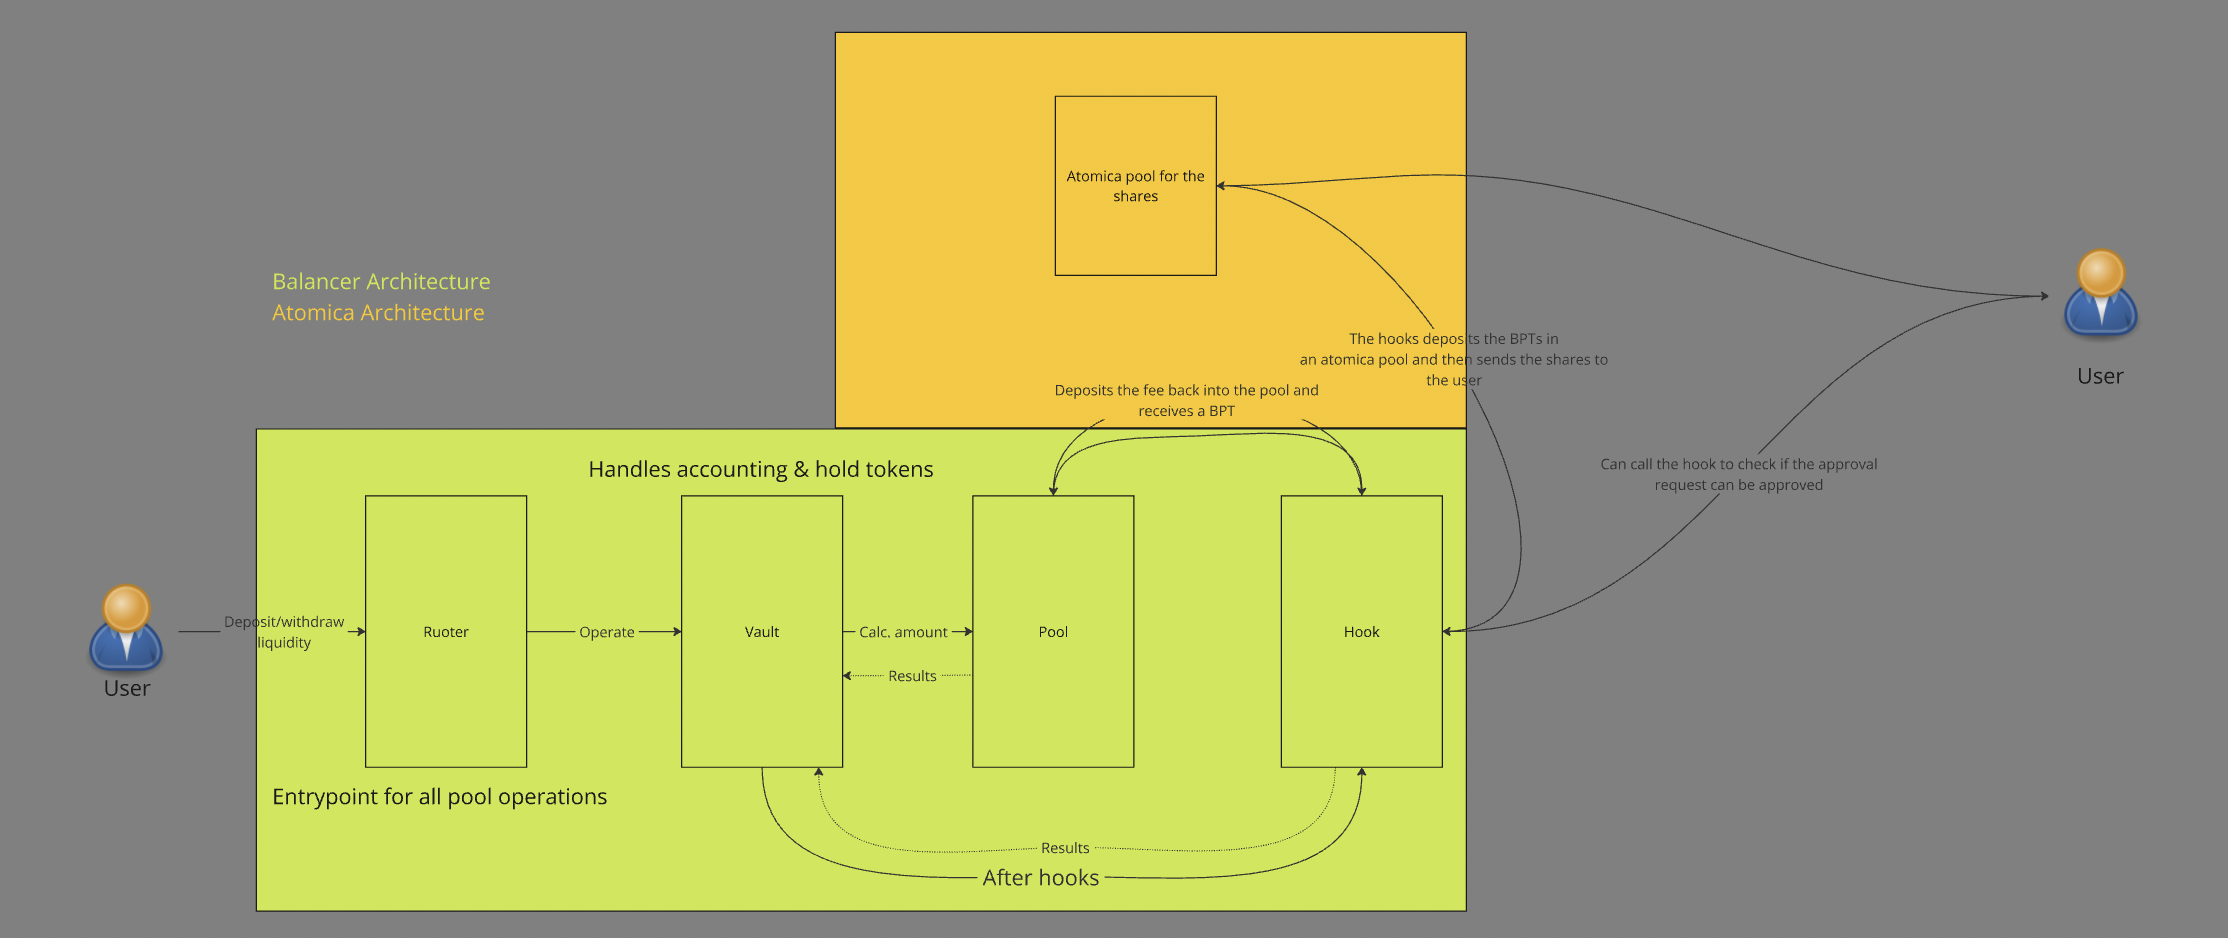 Atomica pool for the
shares
Balancer Architecture
Atomica Architecture
The hooks deposits the BPTs in
an atomica pool and then sends the shares to
the user
User
Deposits the fee back into the pool and
receives a BPT
Handles accounting & hold tokens
Can call the hook to check if the approval
request can be approved
Deposit/withdraw
liquidity
User
Ruoter
Operate
Vault
Calc. amount
Results
Pool
Hook
Entrypoint for all pool operations
Results
After hooks